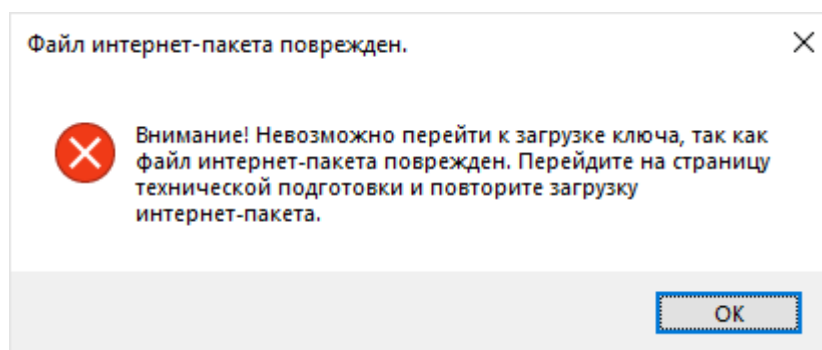 Файл интернет-пакета поврежден.
Внимание! Невозможно перейти к загрузке ключа, так как
файл интернет-пакета поврежден. Перейдите на страницу
технической подготовки и повторите загрузку
интернет-пакета.
ОК